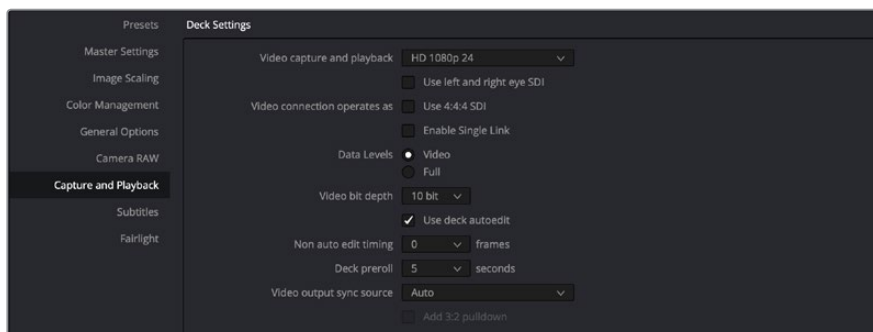 Presets
Master Settings
Image Scaling
Color Management
General Options
Camera RAW
Capture and Playback
Subtitles
Fairlight
Deck Settings
Video capture and playback HD 1080p 24
Use left and right eye SDI
Video connection operates as Use 4:4:4 SDI
Enable Single Link
Data Levels Video
Full
Video bit depth 10 bit
Use deck autoedit
Non auto edit timing 0 frames
Deck preroll 5 seconds
Video output sync source Auto
Add 3:2 pulldown